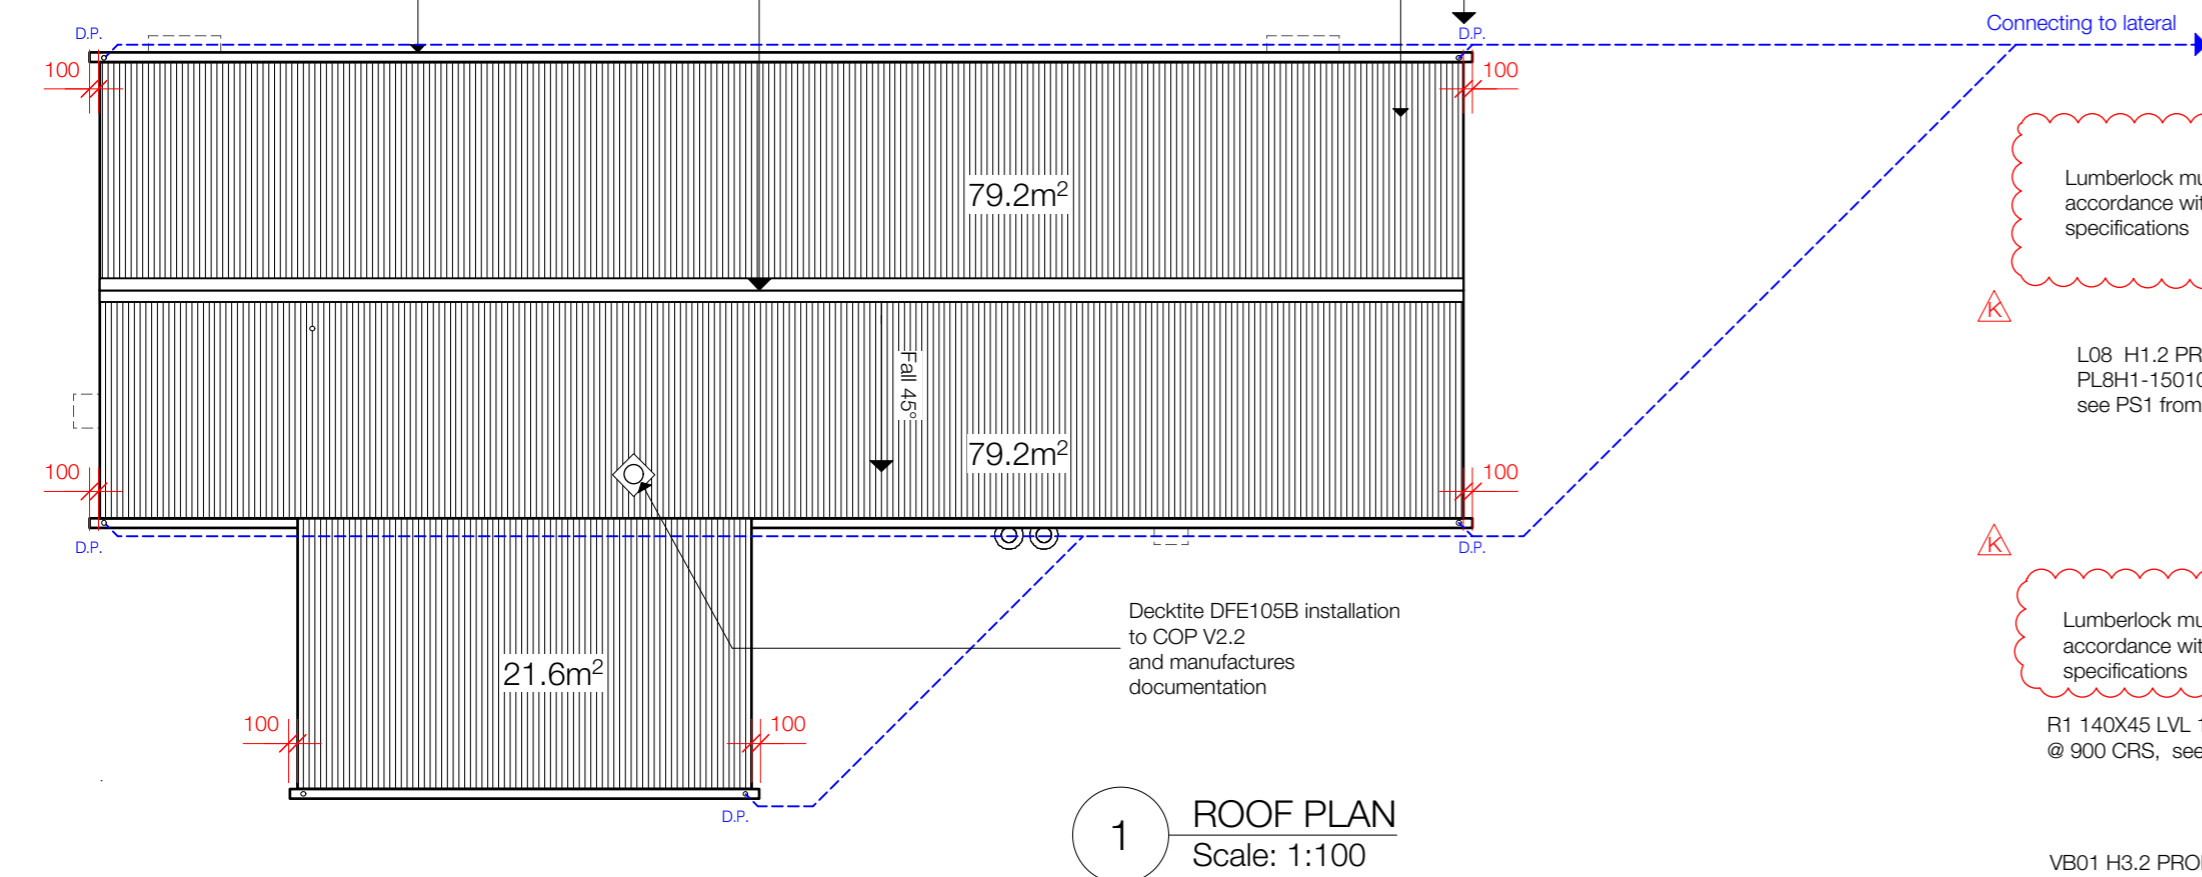 Connecting to lateral
D.P.
D.P.
100
100
79.2m²
Lumberlock mu
accordance wit
specifications
K
Fall 45°
L08 H1.2 PR
PL8H1-15010
see PS1 from
79.2m²
100
100
D.P.
D.P.
K
Decktite DFE105B installation
to COP V2.2
and manufactures
documentation
Lumberlock mu
accordance wit
specifications
21.6m²
100
100
R1 140X45 LVL 1
@ 900 CRS, see
D.P.
1
ROOF PLAN
Scale: 1:100
VB01 H3.2 PROI